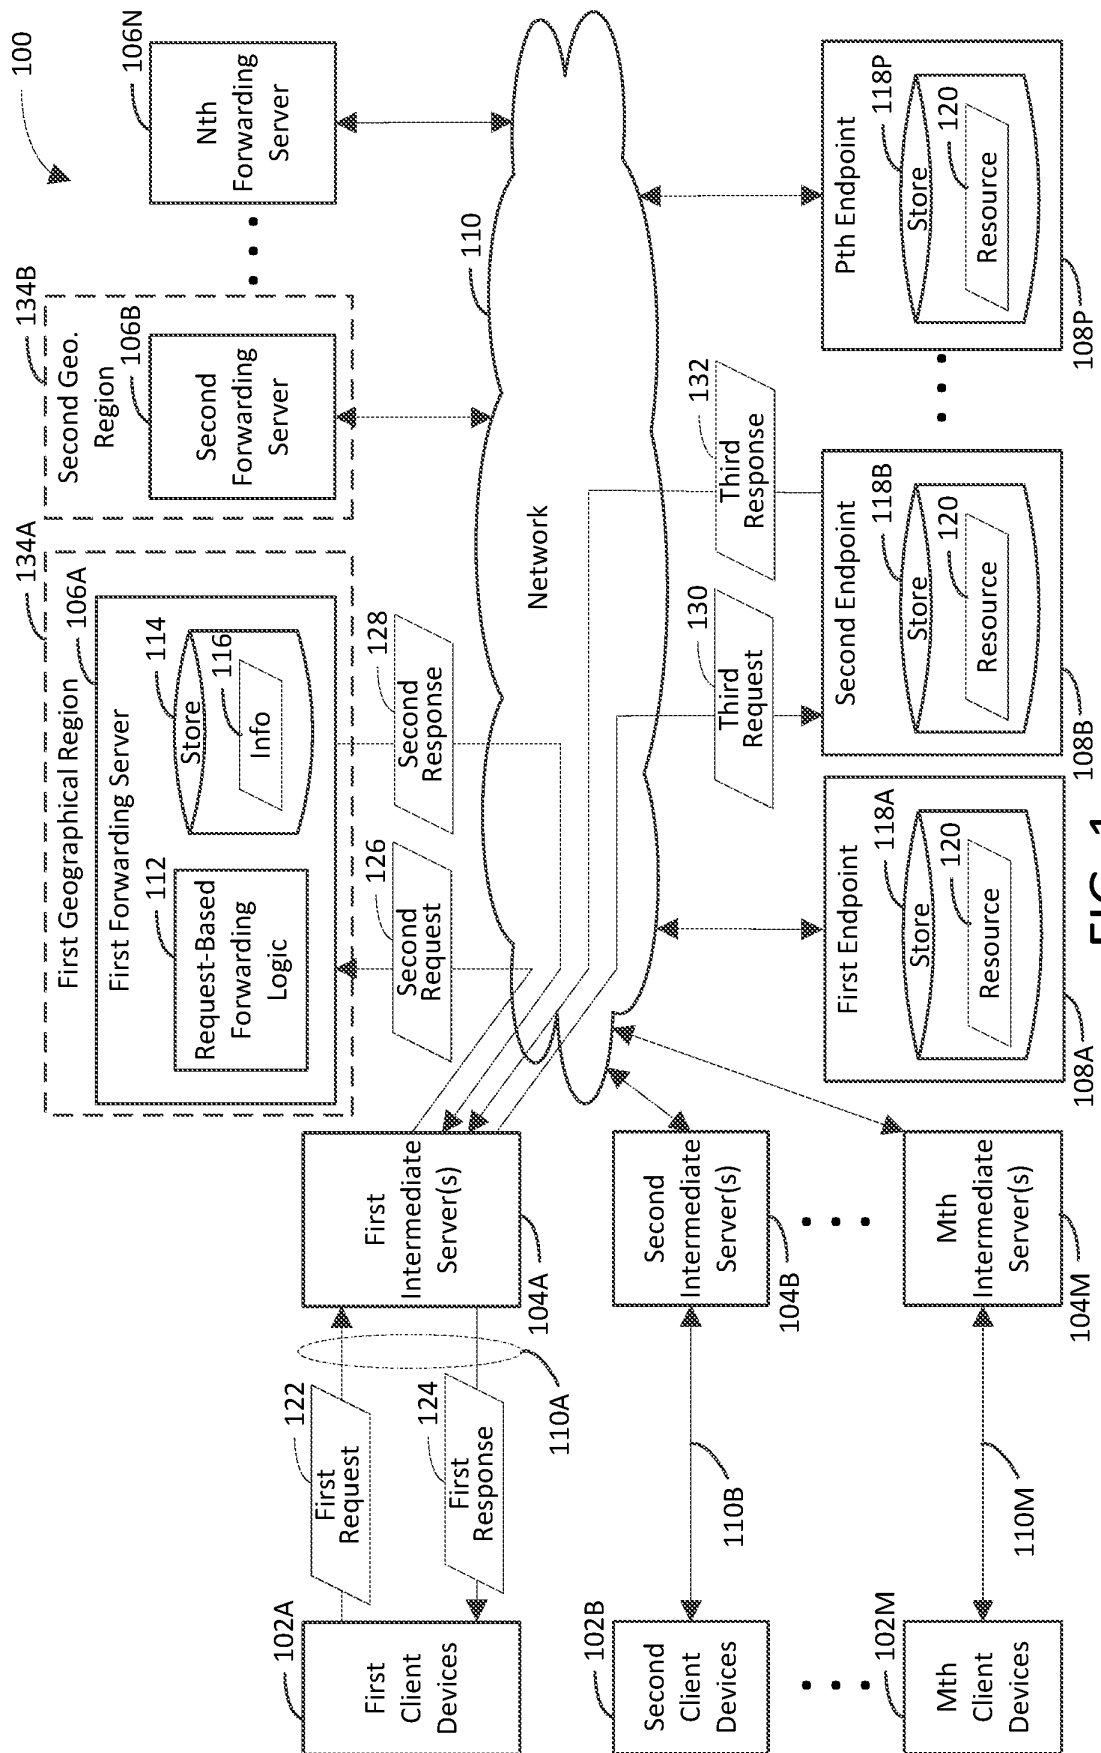 100
First Geographical Region
134A
First Forwarding Server
106A
Request-Based
Forwarding
Logic
112
Store
114
Info
116
Second Geo.
Region
134B
Second
Forwarding
Server
106B
Nth
Forwarding
Server
106N
First
Client
Devices
102A
First
Request
122
First
Response
124
110A
First
Intermediate
Server(s)
104A
Second
Request
126
Second
Response
128
Network
110
Second
Client
Devices
102B
110B
Second
Intermediate
Server(s)
104B
Third
Request
130
Third
Response
132
Mth
Client
Devices
102M
110M
Mth
Intermediate
Server(s)
104M
First Endpoint
Store
118A
Resource
120
108A
Second Endpoint
Store
118B
Resource
120
108B
Pth Endpoint
Store
118P
Resource
120
108P
FIG. 1